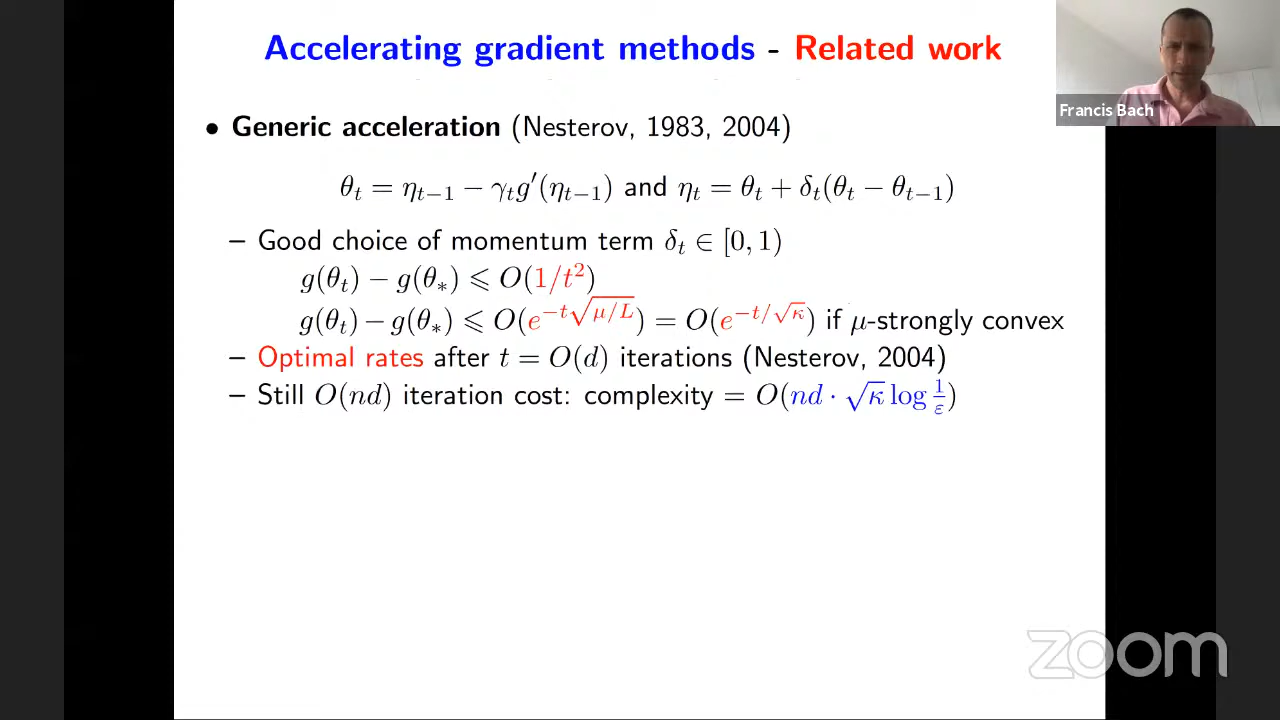 Accelerating gradient methods - Related work
Francis Bach
• Generic acceleration (Nesterov, 1983, 2004)
θ_t = η_{t−1} − γ_t g′(η_{t−1}) and η_t = θ_t + δ_t(θ_t − θ_{t−1})
– Good choice of momentum term δ_t ∈ [0, 1)
g(θ_t) − g(θ_*) ⩽ O(1/t²)
g(θ_t) − g(θ_*) ⩽ O(e^{−t√(μ/L)}) = O(e^{−t/√κ}) if μ-strongly convex
– Optimal rates after t = O(d) iterations (Nesterov, 2004)
– Still O(nd) iteration cost: complexity = O(nd · √κ log 1/ε)
zoom